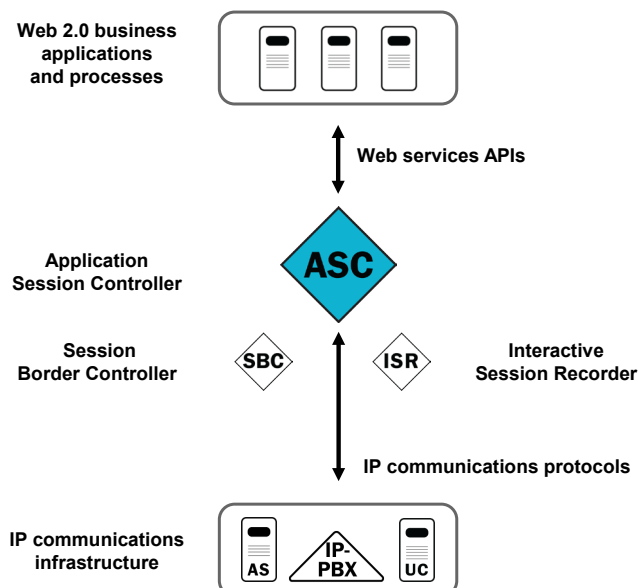 Web 2.0 business
applications
and processes
Web services APIs
Application
Session Controller
ASC
Session
Border Controller
SBC
ISR
Interactive
Session Recorder
IP communications protocols
IP communications
infrastructure
AS
IP-
PBX
UC